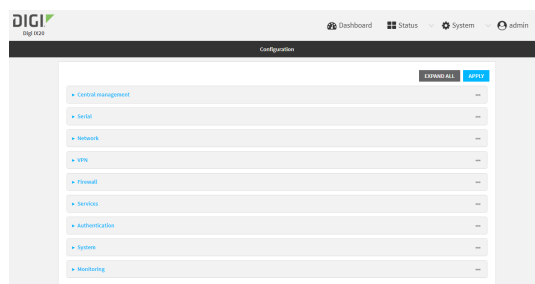 DIGI
Digi IX20
Dashboard
Status
System
admin
Configuration
EXPAND ALL
APPLY
Central management
Serial
Network
VPN
Firewall
Services
Authentication
System
Monitoring